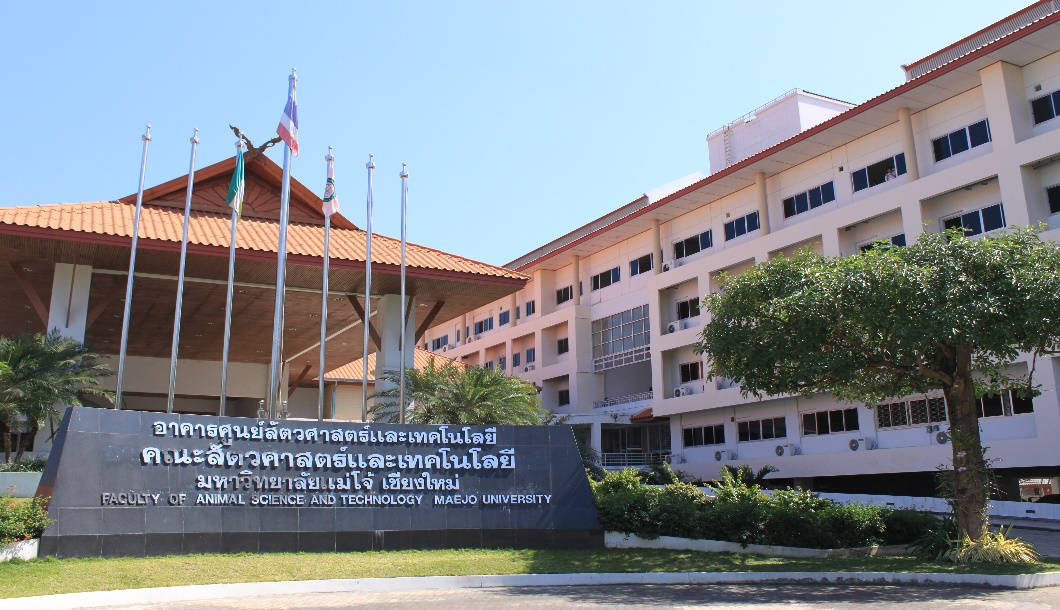 อาคารศูนย์สัตวศาสตร์และเทคโนโลยี
คณะสัตวศาสตร์และเทคโนโลยี
มหาวิทยาลัยแม่โจ้ เชียงใหม่
FACULTY OF ANIMAL SCIENCE AND TECHNOLOGY MAEJO UNIVERSITY